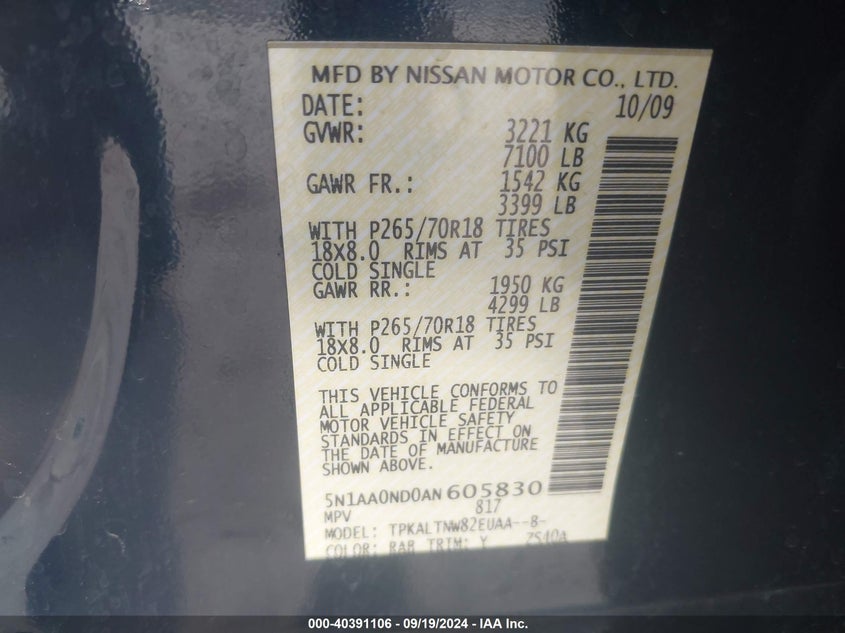 MFD BY NISSAN MOTOR CO., LTD.
DATE: 10/09
GVWR: 3221 KG
7100 LB
GAWR FR.: 1542 KG
3399 LB
WITH P265/70R18 TIRES
18X8.0 RIMS AT 35 PSI
COLD SINGLE
GAWR RR.: 1950 KG
4299 LB
WITH P265/70R18 TIRES
18X8.0 RIMS AT 35 PSI
COLD SINGLE
THIS VEHICLE CONFORMS TO
ALL APPLICABLE FEDERAL
MOTOR VEHICLE SAFETY
STANDARDS IN EFFECT ON
THE DATE OF MANUFACTURE
SHOWN ABOVE.
5N1AA0ND0AN605830
MPV 817
MODEL: TPKALTNW82EUAA--B-
COLOR: RAB TRIM: Y ZS40A
000-40391106 - 09/19/2024 - IAA Inc.